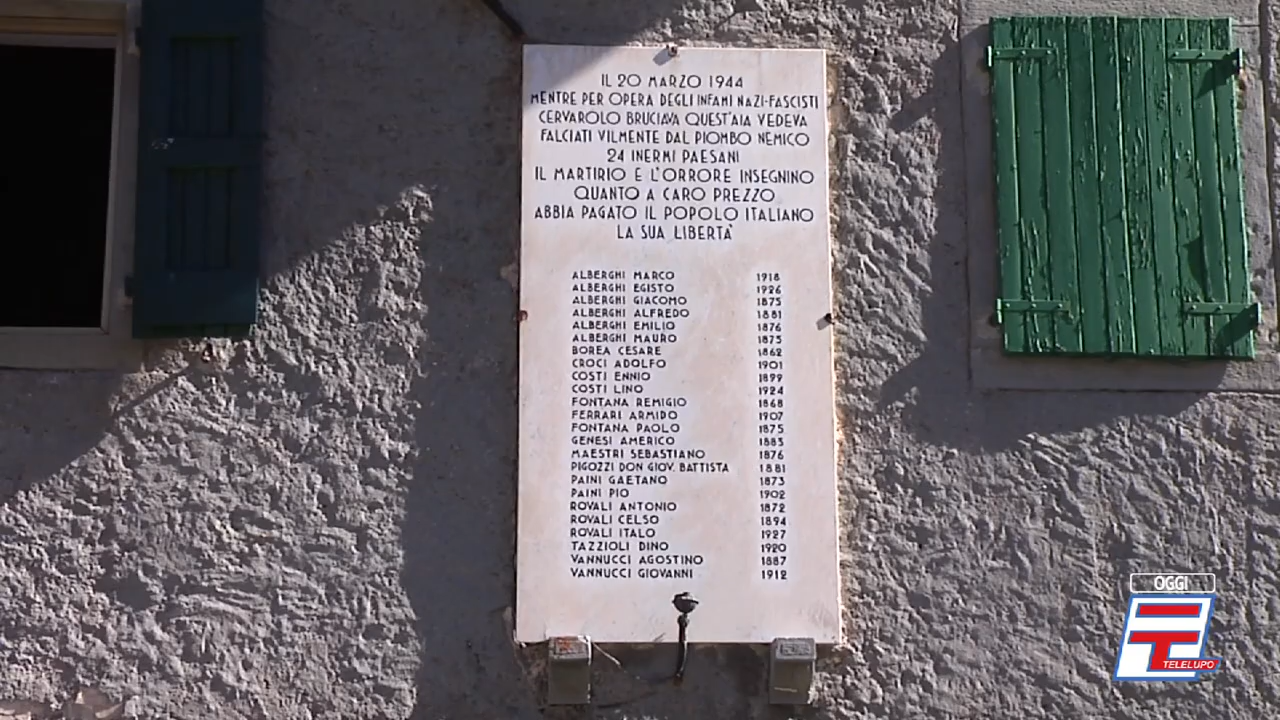 IL 20 MARZO 1944
MENTRE PER OPERA DEGLI INFAMI NAZI-FASCISTI
CERVAROLO BRUCIAVA QUEST'AIA VEDEVA
FALCIATI VILMENTE DAL PIOMBO NEMICO
24 INERMI PAESANI
IL MARTIRIO E L'ORRORE INSEGNINO
QUANTO A CARO PREZZO
ABBIA PAGATO IL POPOLO ITALIANO
LA SUA LIBERTÀ
ALBERGHI MARCO 1918
ALBERGHI EGISTO 1926
ALBERGHI GIACOMO 1875
ALBERGHI ALFREDO 1881
ALBERGHI EMILIO 1876
ALBERGHI MAURO 1875
BOREA CESARE 1862
CROCI ADOLFO 1901
COSTI ENNIO 1899
COSTI LINO 1924
FONTANA REMIGIO 1868
FERRARI ARMIDO 1907
FONTANA PAOLO 1875
GENESI AMERICO 1883
MAESTRI SEBASTIANO 1876
PIGOZZI DON GIOV. BATTISTA 1881
PAINI GAETANO 1873
PAINI PIO 1902
ROVALI ANTONIO 1872
ROVALI CELSO 1894
ROVALI ITALO 1927
TAZZIOLI DINO 1920
VANNUCCI AGOSTINO 1887
VANNUCCI GIOVANNI 1912
OGGI
TELELUPO